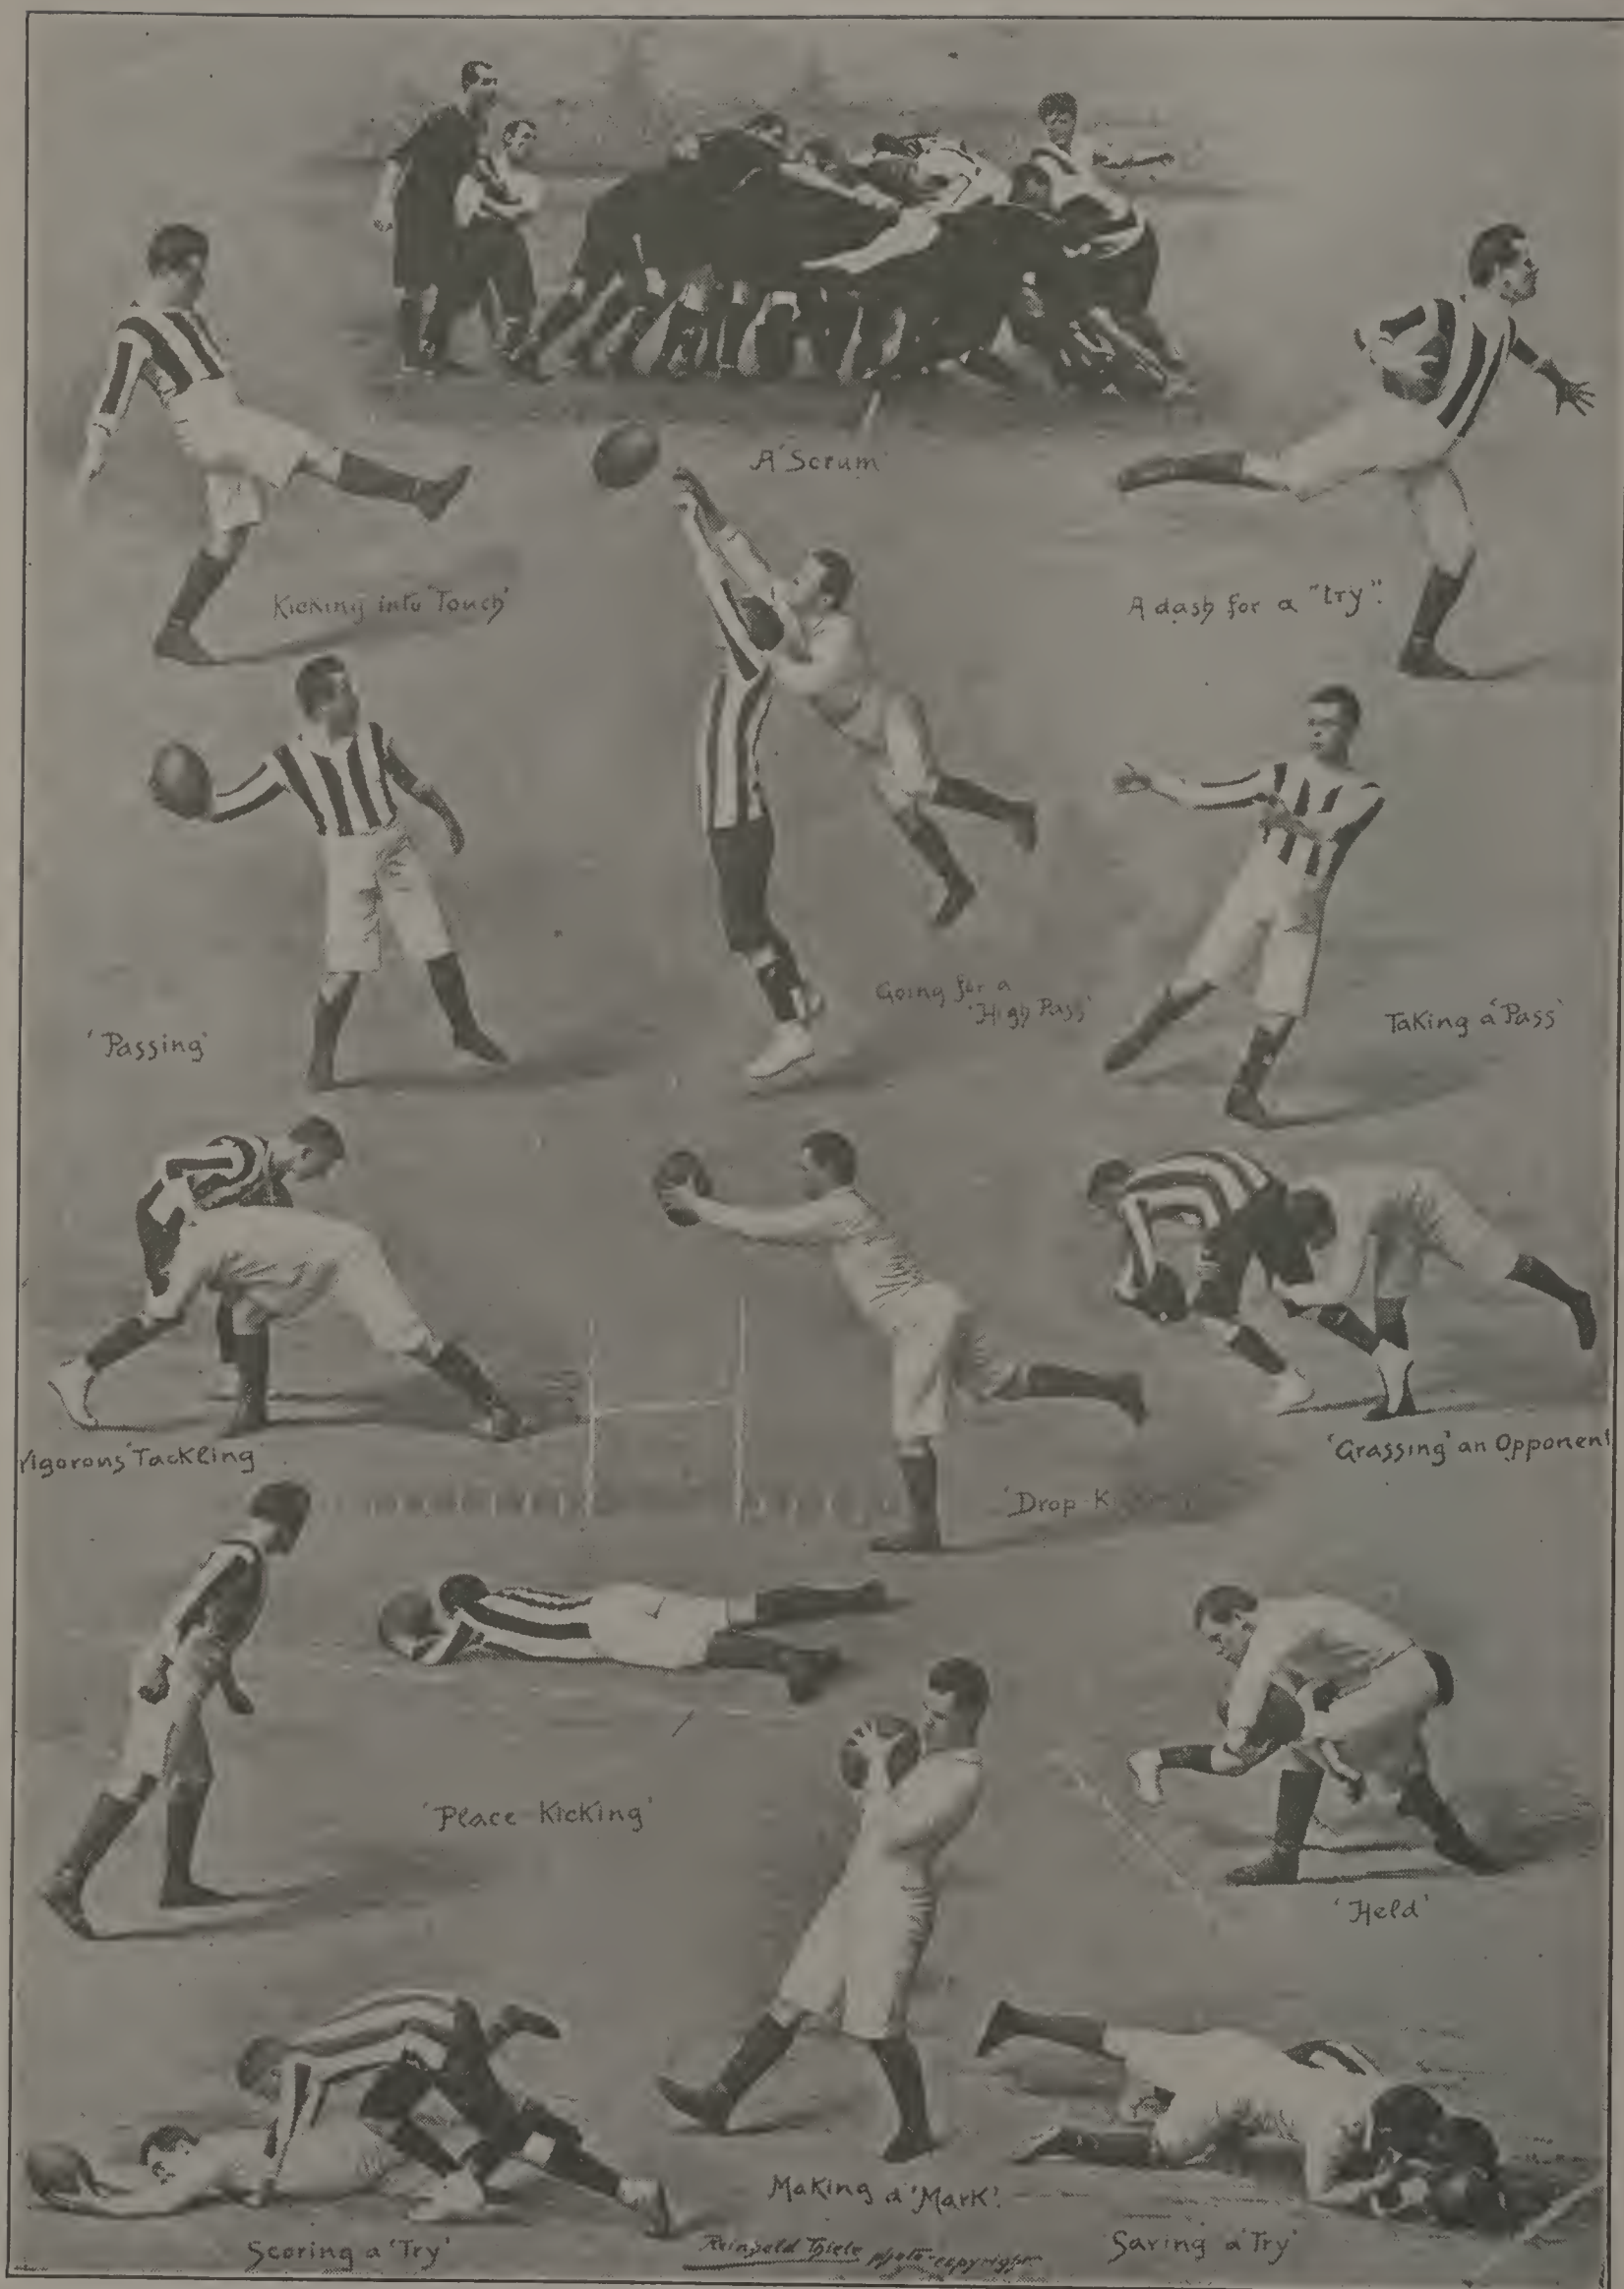 A 'Scrum'
Kicking into 'Touch'
A dash for a "try".
'Passing'
Going for a
'High Pass'
Taking a 'Pass'
Vigorous 'Tackling'
'Drop K
'Grassing' an Opponent
'Place Kicking'
'Held'
Making a 'Mark'.
Scoring a 'Try'
Reinhold Thiele photo-copyright
Saving a 'Try'